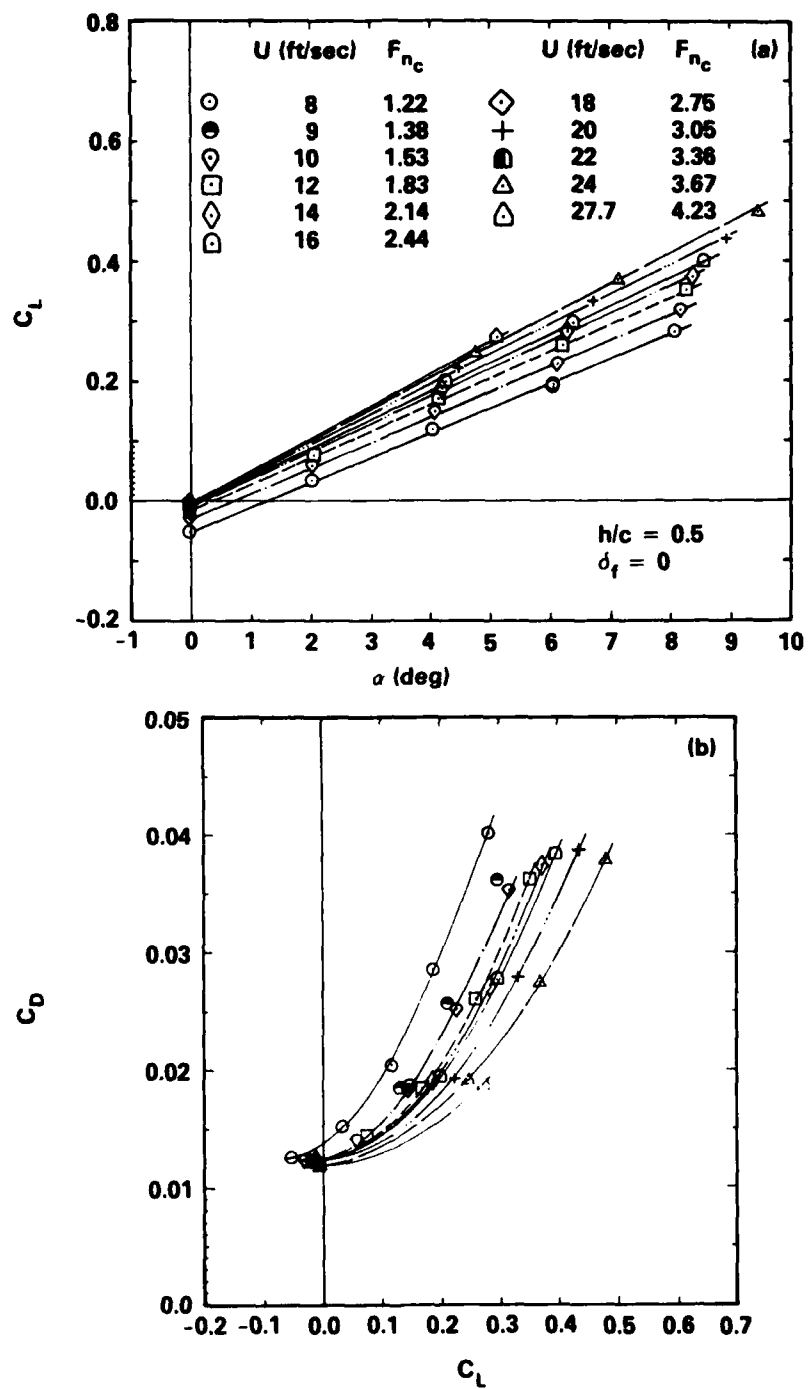 0.8
U (ft/sec) F_nc U (ft/sec) F_nc (a)
8 1.22 18 2.75
9 1.38 20 3.05
10 1.53 22 3.36
12 1.83 24 3.67
14 2.14 27.7 4.23
16 2.44
0.6
0.4
C_L
0.2
0.0
h/c = 0.5
δ_f = 0
-0.2
-1 0 1 2 3 4 5 6 7 8 9 10
α (deg)
0.05
(b)
0.04
0.03
C_D
0.02
0.01
0.0
-0.2 -0.1 0.0 0.1 0.2 0.3 0.4 0.5 0.6 0.7
C_L